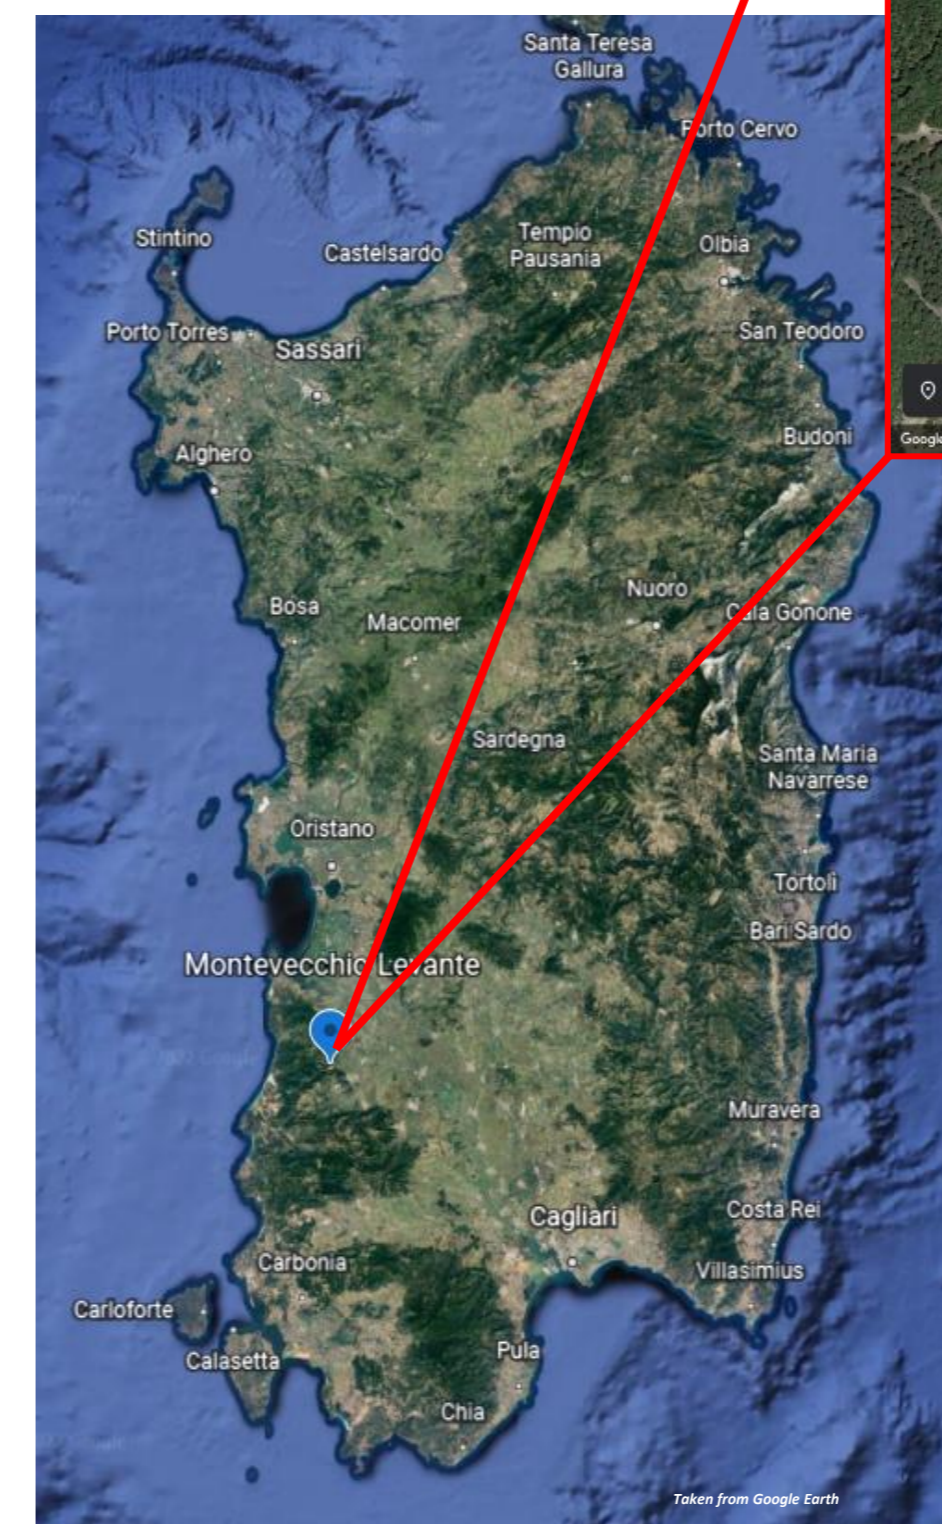 Santa Teresa
Gallura
Porto Cervo
Stintino
Castelsardo
Tempio
Pausania
Olbia
Porto Torres
Sassari
San Teodoro
Alghero
Budoni
Google
Bosa
Macomer
Nuoro
Cala Gonone
Sardegna
Santa Maria
Navarrese
Oristano
Tortolì
Bari Sardo
Montevecchio Levante
Muravera
Costa Rei
Cagliari
Carbonia
Villasimius
Carloforte
Calasetta
Pula
Chia
Taken from Google Earth